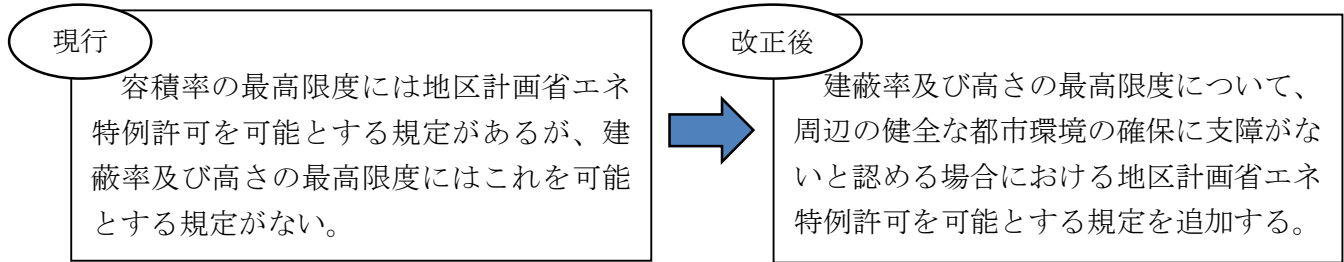 現行
容積率の最高限度には地区計画省エネ
特例許可を可能とする規定があるが、建
蔽率及び高さの最高限度にはこれを可能
とする規定がない。
改正後
建蔽率及び高さの最高限度について、
周辺の健全な都市環境の確保に支障がな
いと認める場合における地区計画省エネ
特例許可を可能とする規定を追加する。